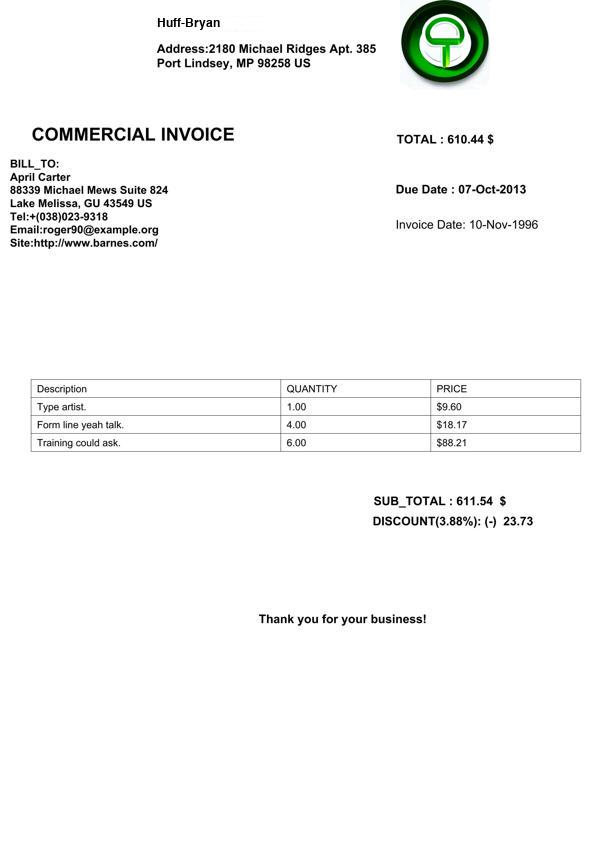 Huff-Bryan
Address:2180 Michael Ridges Apt. 385
Port Lindsey, MP 98258 US
COMMERCIAL INVOICE
TOTAL : 610.44 $
BILL_TO:
April Carter
88339 Michael Mews Suite 824
Lake Melissa, GU 43549 US
Tel:+(038)023-9318
Email:roger90@example.org
Site:http://www.barnes.com/
Due Date : 07-Oct-2013
Invoice Date: 10-Nov-1996
Description QUANTITY PRICE
Type artist. 1.00 $9.60
Form line yeah talk. 4.00 $18.17
Training could ask. 6.00 $88.21
SUB_TOTAL : 611.54 $
DISCOUNT(3.88%): (-) 23.73
Thank you for your business!